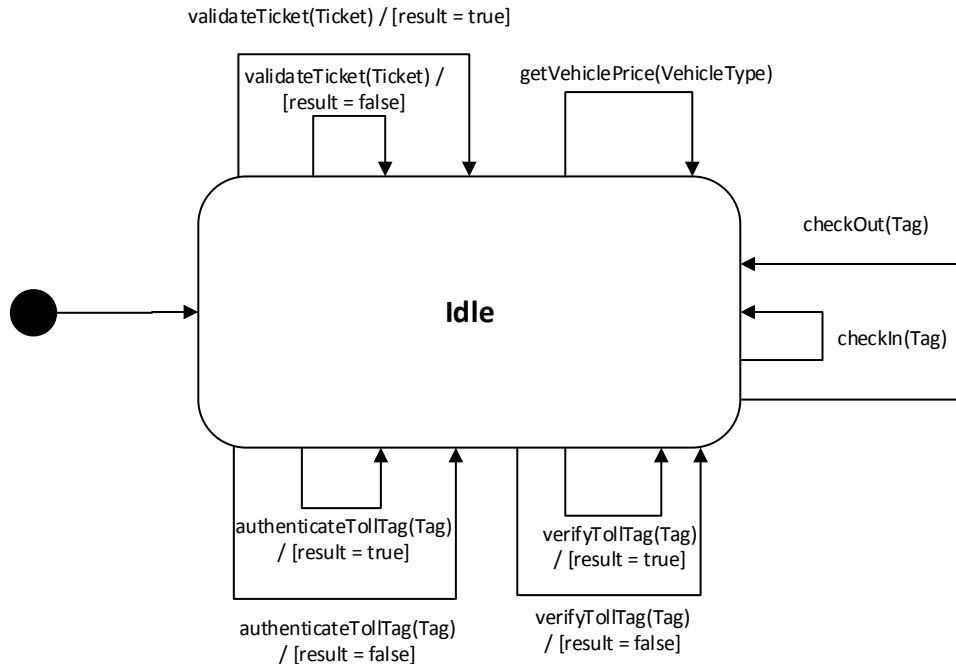 validateTicket(Ticket) / [result = true]
validateTicket(Ticket) /
[result = false]
getVehiclePrice(VehicleType)
checkOut(Tag)
Idle
checkIn(Tag)
authenticateTollTag(Tag)
/ [result = true]
verifyTollTag(Tag)
/ [result = true]
authenticateTollTag(Tag)
/ [result = false]
verifyTollTag(Tag)
/ [result = false]